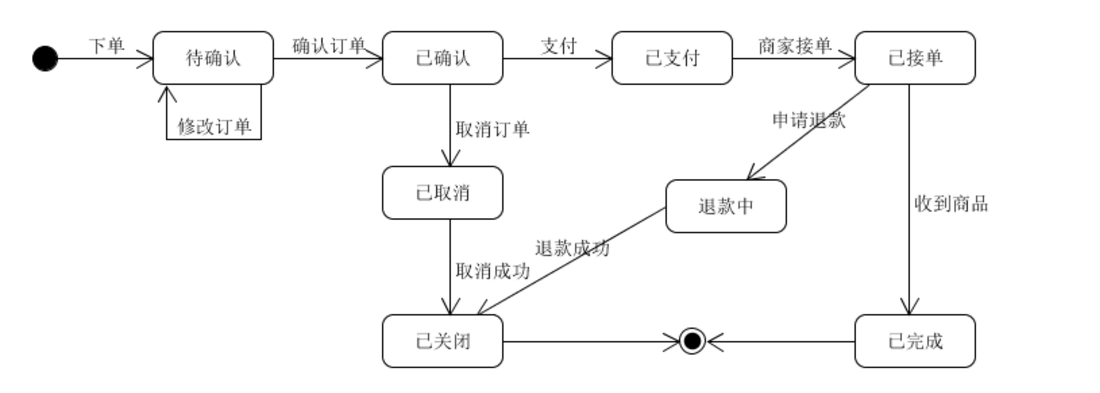 下单
待确认
确认订单
已确认
支付
已支付
商家接单
已接单
修改订单
取消订单
申请退款
已取消
退款中
收到商品
退款成功
取消成功
已关闭
已完成